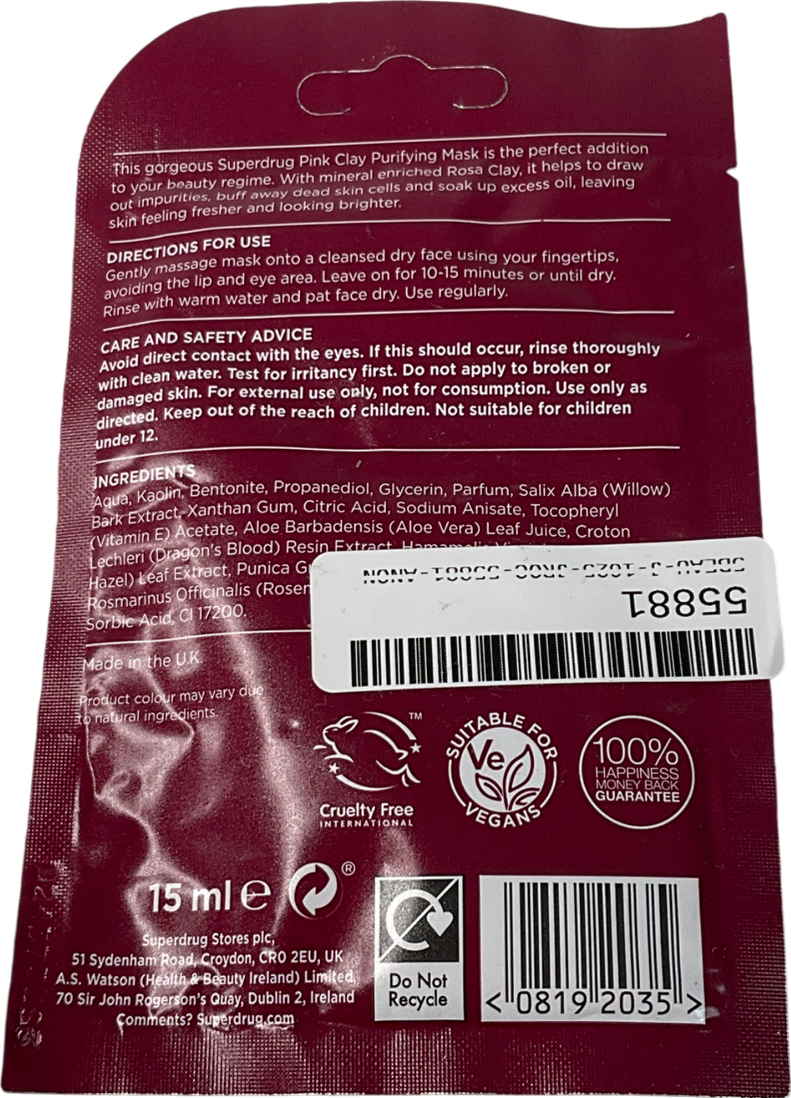 This gorgeous Superdrug Pink Clay Purifying Mask is the perfect addition
to your beauty regime. With mineral enriched Rosa Clay, it helps to draw
out impurities, buff away dead skin cells and soak up excess oil, leaving
skin feeling fresher and looking brighter.
DIRECTIONS FOR USE
Gently massage mask onto a cleansed dry face using your fingertips,
avoiding the lip and eye area. Leave on for 10-15 minutes or until dry.
Rinse with warm water and pat face dry. Use regularly.
CARE AND SAFETY ADVICE
Avoid direct contact with the eyes. If this should occur, rinse thoroughly
with clean water. Test for irritancy first. Do not apply to broken or
damaged skin. For external use only, not for consumption. Use only as
directed. Keep out of the reach of children. Not suitable for children
under 12.
INGREDIENTS
Aqua, Kaolin, Bentonite, Propanediol, Glycerin, Parfum, Salix Alba (Willow)
Bark Extract, Xanthan Gum, Citric Acid, Sodium Anisate, Tocopheryl
(Vitamin E) Acetate, Aloe Barbadensis (Aloe Vera) Leaf Juice, Croton
Lechleri (Dragon's Blood) Resin Extract, Hamamelis
Hazel) Leaf Extract, Punica
Rosmarinus Officinalis
Sorbic Acid, CI 17200.
55881
Made in the U.K.
Product colour may vary due
to natural ingredients.
TM
Cruelty Free
INTERNATIONAL
SUITABLE FOR
Ve
VEGANS
100%
HAPPINESS
MONEY BACK
GUARANTEE
15 ml e ®
Superdrug Stores plc,
51 Sydenham Road, Croydon, CR0 2EU, UK
A.S. Watson (Health & Beauty Ireland) Limited,
70 Sir John Rogerson's Quay, Dublin 2, Ireland
Comments? Superdrug.com
Do Not
Recycle
<0819 2035>